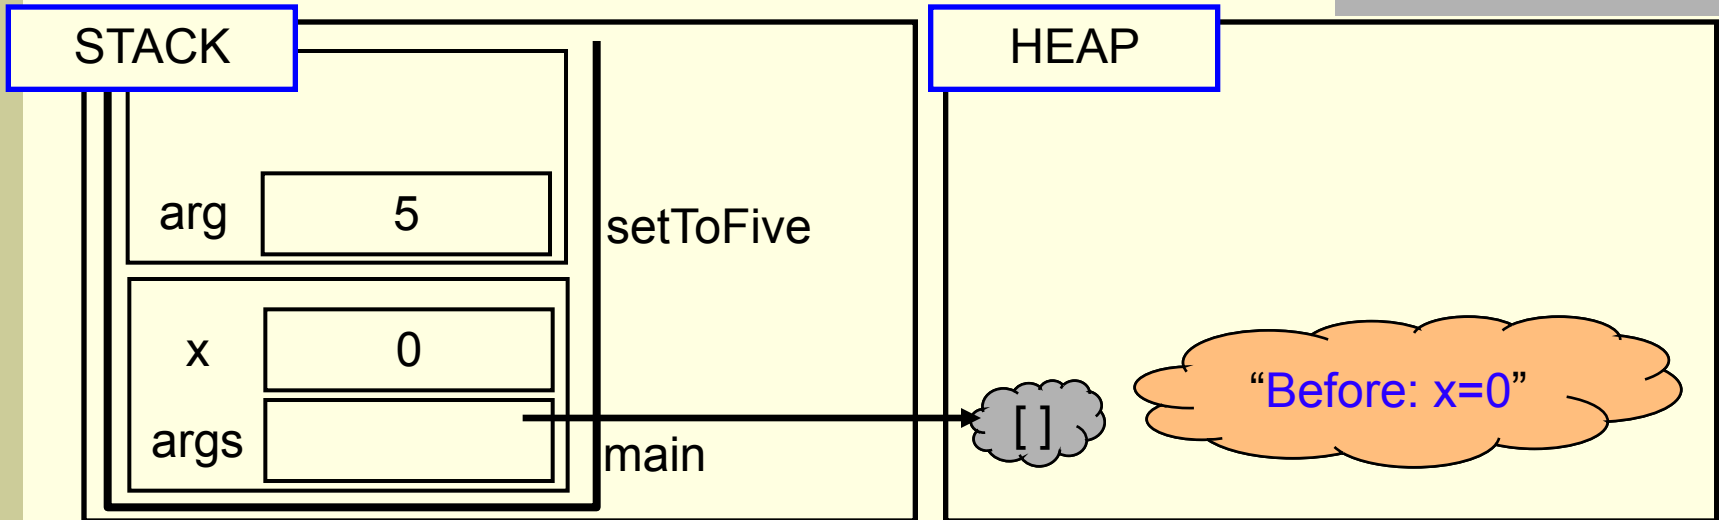 STACK
HEAP
arg
5
setToFive
x
0
“Before: x=0”
args
[ ]
main